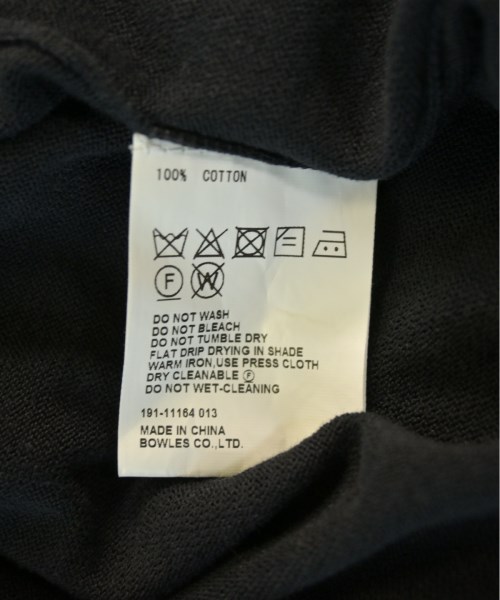 100% COTTON
F W
DO NOT WASH
DO NOT BLEACH
DO NOT TUMBLE DRY
FLAT DRIP DRYING IN SHADE
WARM IRON,USE PRESS CLOTH
DRY CLEANABLE Ⓕ
DO NOT WET-CLEANING
191-11164 013
MADE IN CHINA
BOWLES CO.,LTD.